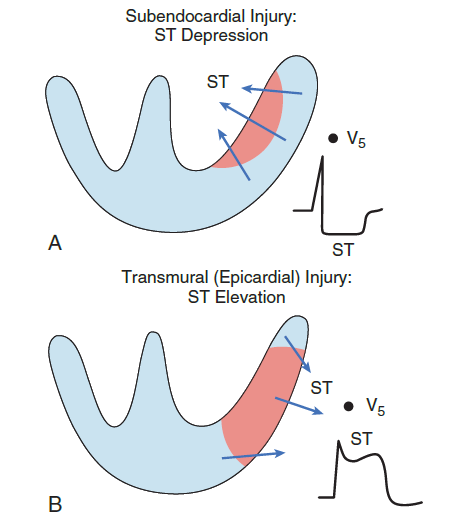 Subendocardial Injury:
ST Depression
ST
V5
A
ST
Transmural (Epicardial) Injury:
ST Elevation
ST
V5
ST
B